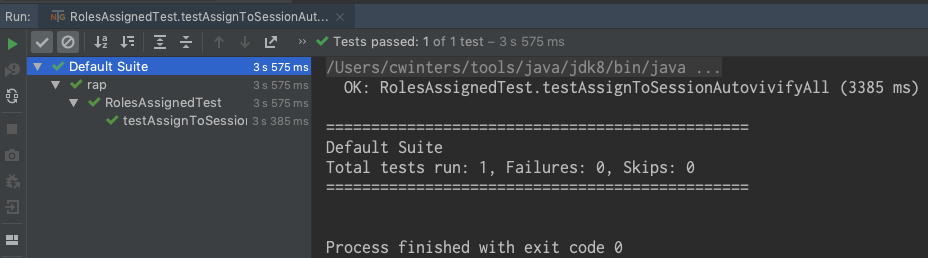 Run: NG RolesAssignedTest.testAssignToSessionAut... ×
» Tests passed: 1 of 1 test – 3 s 575 ms
Default Suite 3 s 575 ms
rap 3 s 575 ms
RolesAssignedTest 3 s 575 ms
testAssignToSession 3 s 385 ms
/Users/cwinters/tools/java/jdk8/bin/java ...
OK: RolesAssignedTest.testAssignToSessionAutovivifyAll (3385 ms)
===============================================
Default Suite
Total tests run: 1, Failures: 0, Skips: 0
===============================================
Process finished with exit code 0